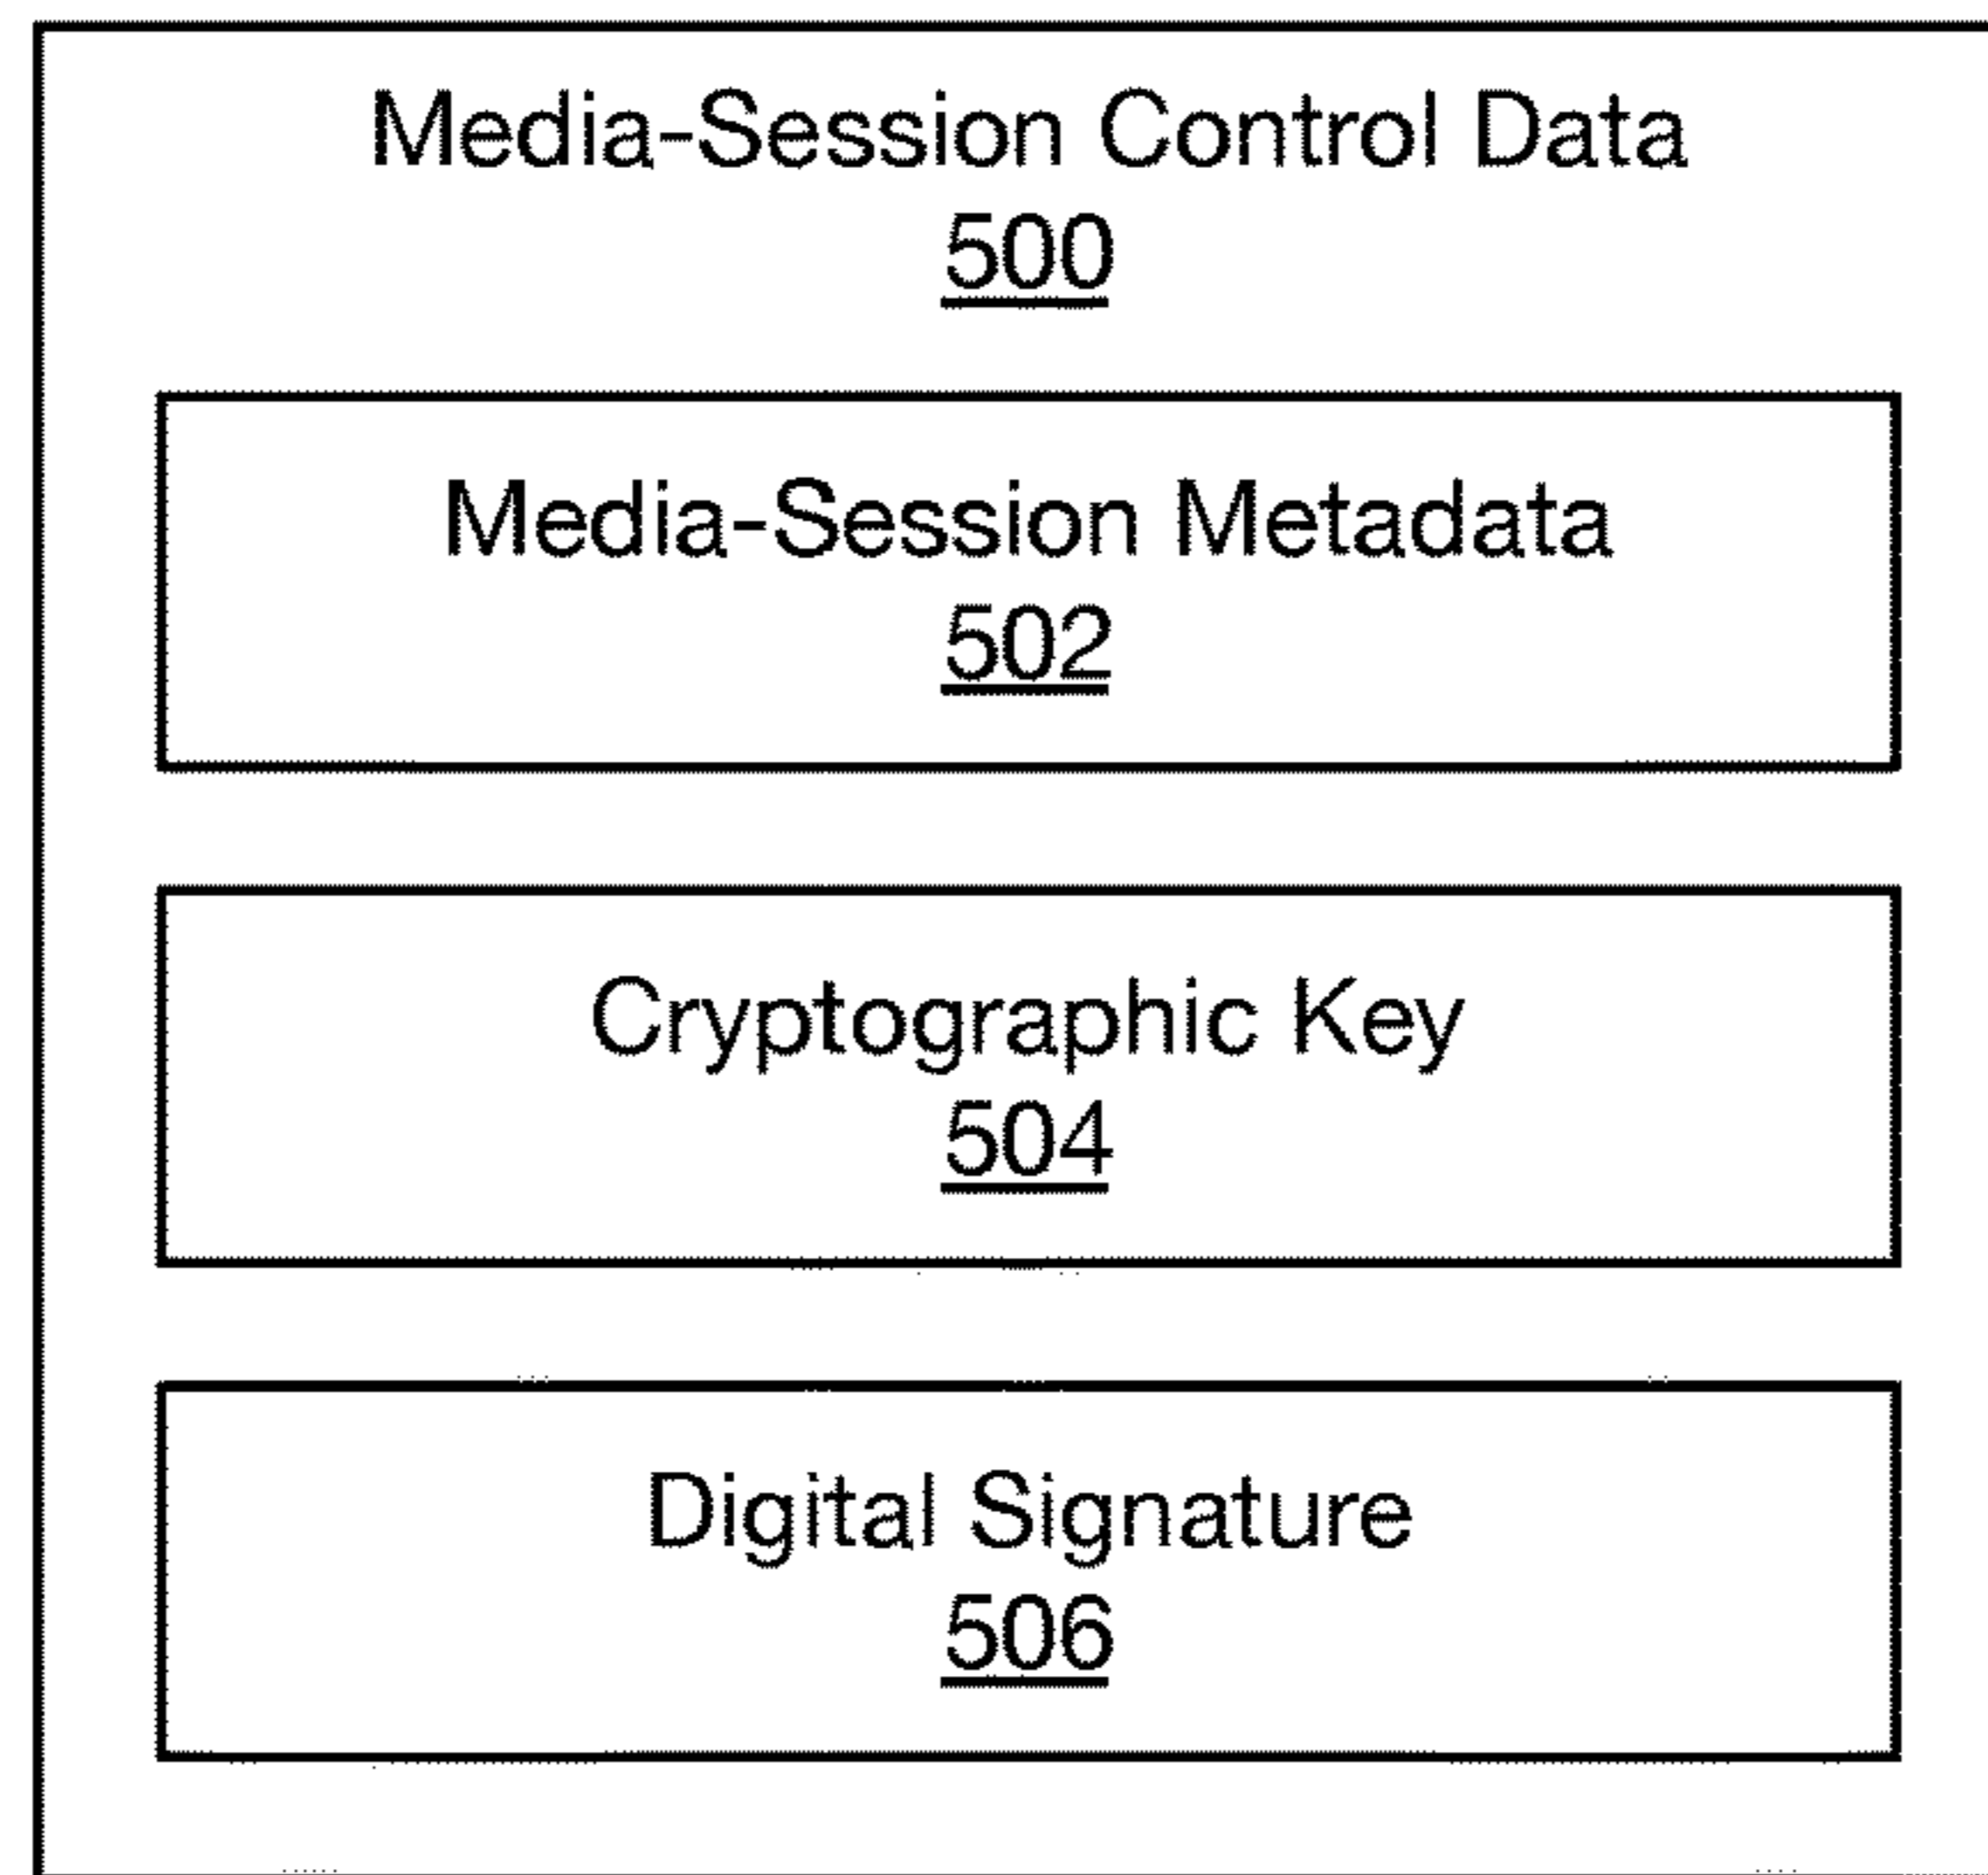 Media-Session Control Data
500
Media-Session Metadata
502
Cryptographic Key
504
Digital Signature
506